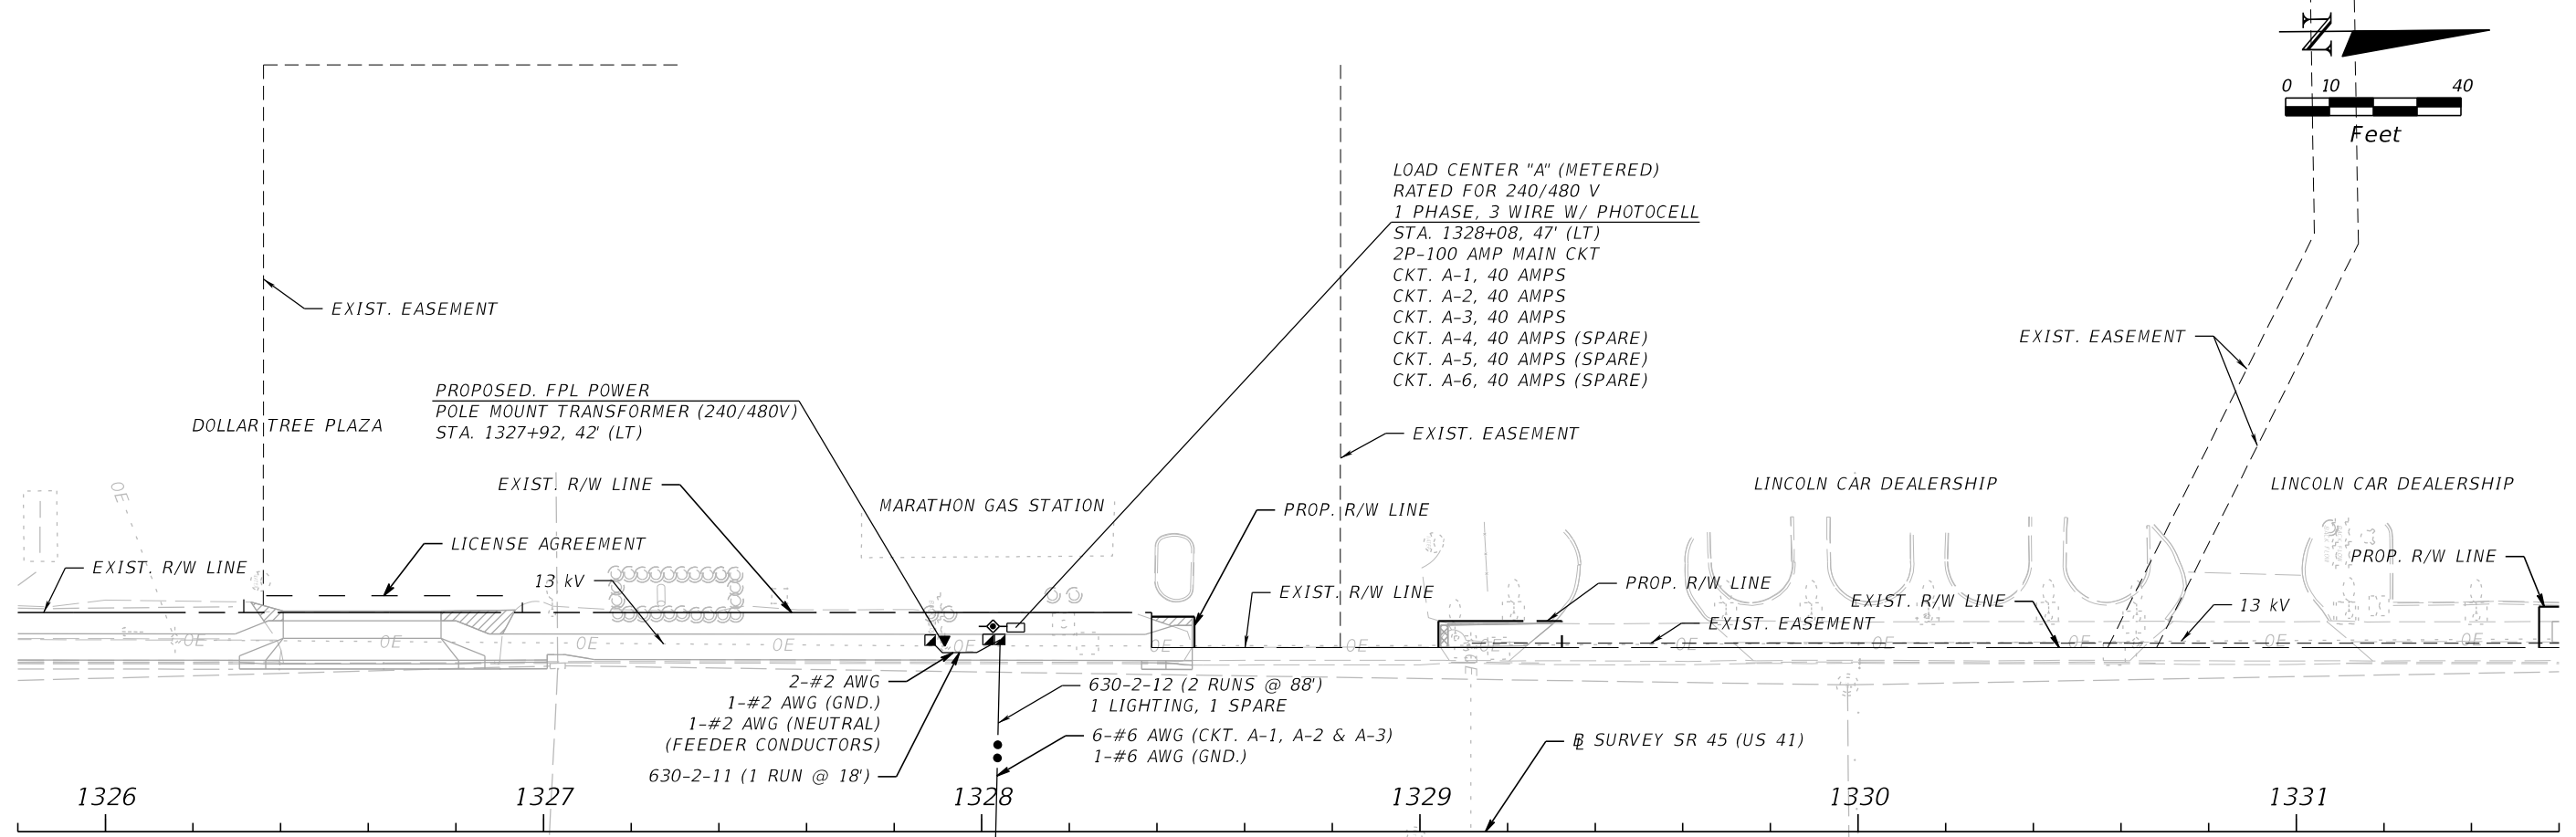 N
0 10 40
Feet
LOAD CENTER "A" (METERED)
RATED FOR 240/480 V
1 PHASE, 3 WIRE W/ PHOTOCELL
STA. 1328+08, 47' (LT)
2P-100 AMP MAIN CKT
CKT. A-1, 40 AMPS
CKT. A-2, 40 AMPS
CKT. A-3, 40 AMPS
CKT. A-4, 40 AMPS (SPARE)
CKT. A-5, 40 AMPS (SPARE)
CKT. A-6, 40 AMPS (SPARE)
EXIST. EASEMENT
EXIST. EASEMENT
PROPOSED. FPL POWER
POLE MOUNT TRANSFORMER (240/480V)
STA. 1327+92, 42' (LT)
DOLLAR TREE PLAZA
EXIST. EASEMENT
EXIST. R/W LINE
MARATHON GAS STATION
PROP. R/W LINE
LINCOLN CAR DEALERSHIP
LINCOLN CAR DEALERSHIP
OE
LICENSE AGREEMENT
EXIST. R/W LINE
13 kV
EXIST. R/W LINE
PROP. R/W LINE
PROP. R/W LINE
EXIST. R/W LINE
13 kV
EXIST. EASEMENT
OE OE OE OE OE OE OE OE OE OE OE OE OE
OE
2-#2 AWG
1-#2 AWG (GND.)
1-#2 AWG (NEUTRAL)
(FEEDER CONDUCTORS)
630-2-11 (1 RUN @ 18')
630-2-12 (2 RUNS @ 88')
1 LIGHTING, 1 SPARE
6-#6 AWG (CKT. A-1, A-2 & A-3)
1-#6 AWG (GND.)
BL SURVEY SR 45 (US 41)
1326 1327 1328 1329 1330 1331